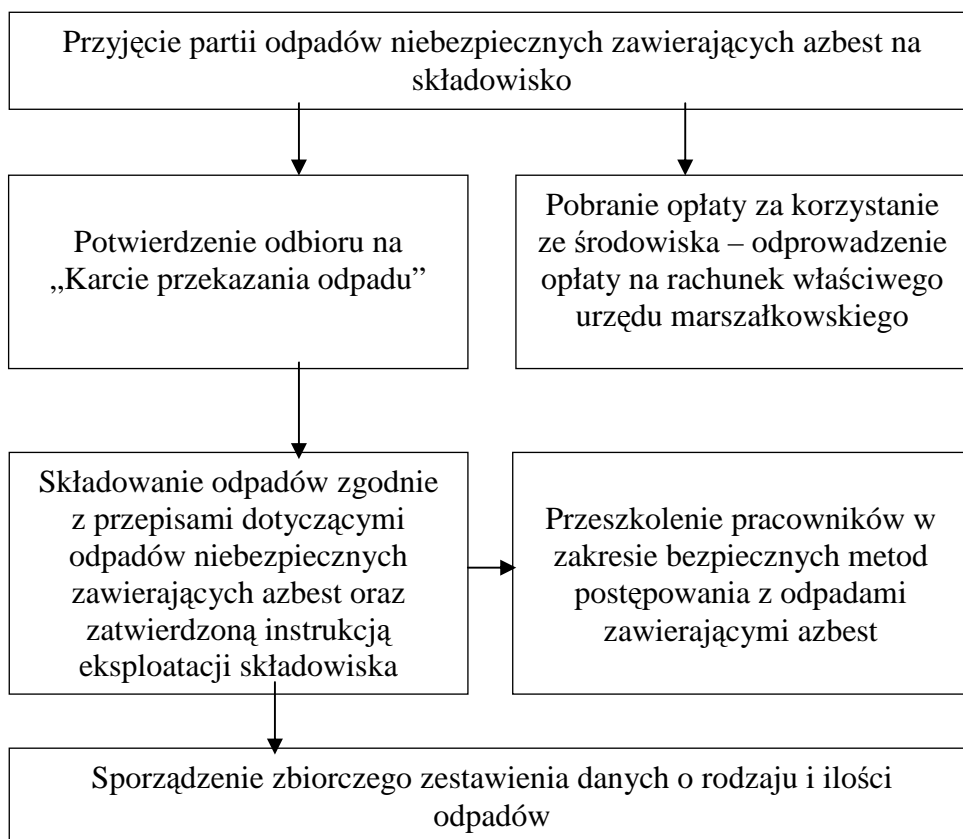 Przyjęcie partii odpadów niebezpiecznych zawierających azbest na
składowisko
Potwierdzenie odbioru na
„Karcie przekazania odpadu”
Pobranie opłaty za korzystanie
ze środowiska – odprowadzenie
opłaty na rachunek właściwego
urzędu marszałkowskiego
Składowanie odpadów zgodnie
z przepisami dotyczącymi
odpadów niebezpiecznych
zawierających azbest oraz
zatwierdzoną instrukcją
eksploatacji składowiska
Przeszkolenie pracowników w
zakresie bezpiecznych metod
postępowania z odpadami
zawierającymi azbest
Sporządzenie zbiorczego zestawienia danych o rodzaju i ilości
odpadów